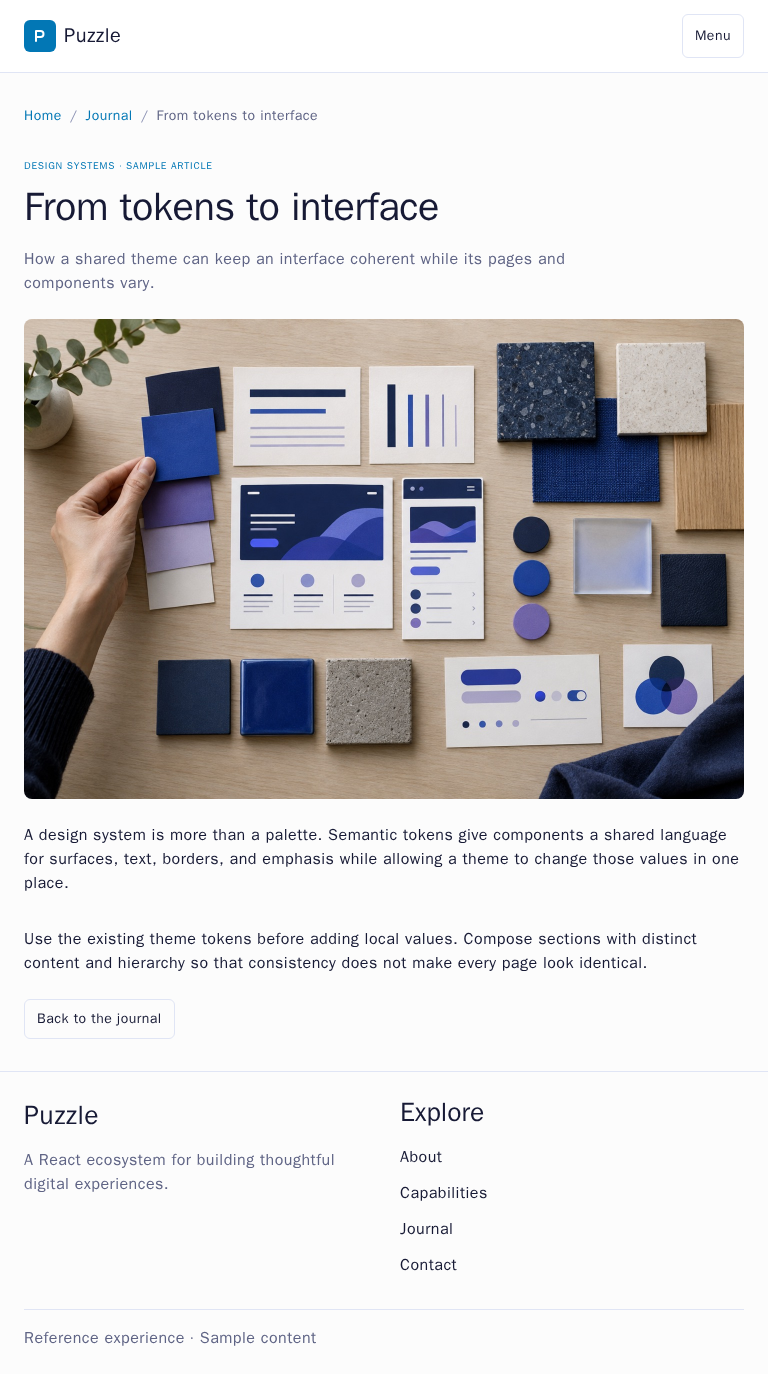 P Puzzle
Menu
Home / Journal / From tokens to interface
DESIGN SYSTEMS · SAMPLE ARTICLE
From tokens to interface
How a shared theme can keep an interface coherent while its pages and
components vary.
A design system is more than a palette. Semantic tokens give components a shared language
for surfaces, text, borders, and emphasis while allowing a theme to change those values in one
place.
Use the existing theme tokens before adding local values. Compose sections with distinct
content and hierarchy so that consistency does not make every page look identical.
Back to the journal
Puzzle
A React ecosystem for building thoughtful
digital experiences.
Explore
About
Capabilities
Journal
Contact
Reference experience · Sample content